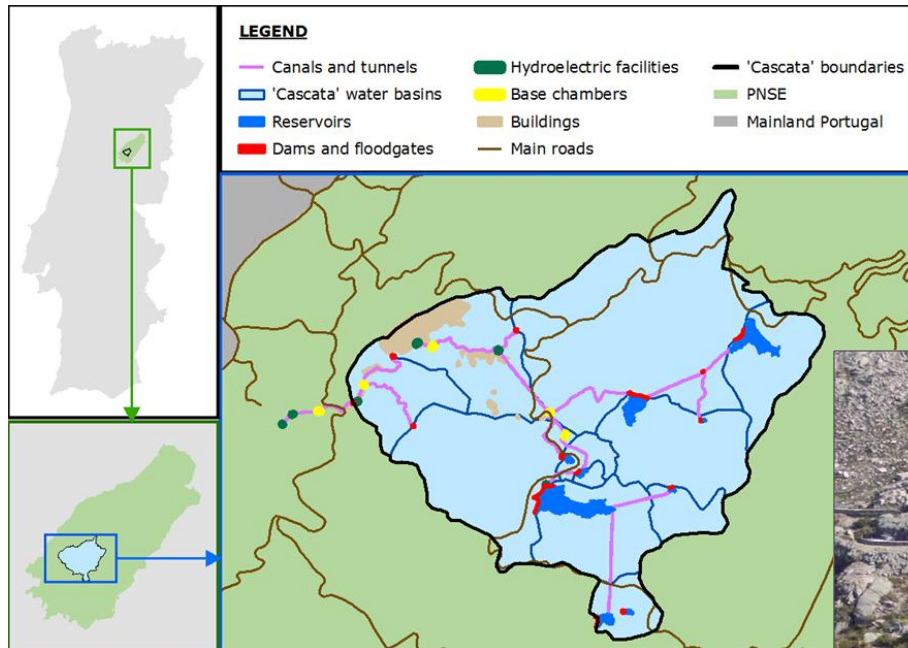 LEGEND
Canals and tunnels
'Cascata' water basins
Reservoirs
Dams and floodgates
Hydroelectric facilities
Base chambers
Buildings
Main roads
'Cascata' boundaries
PNSE
Mainland Portugal